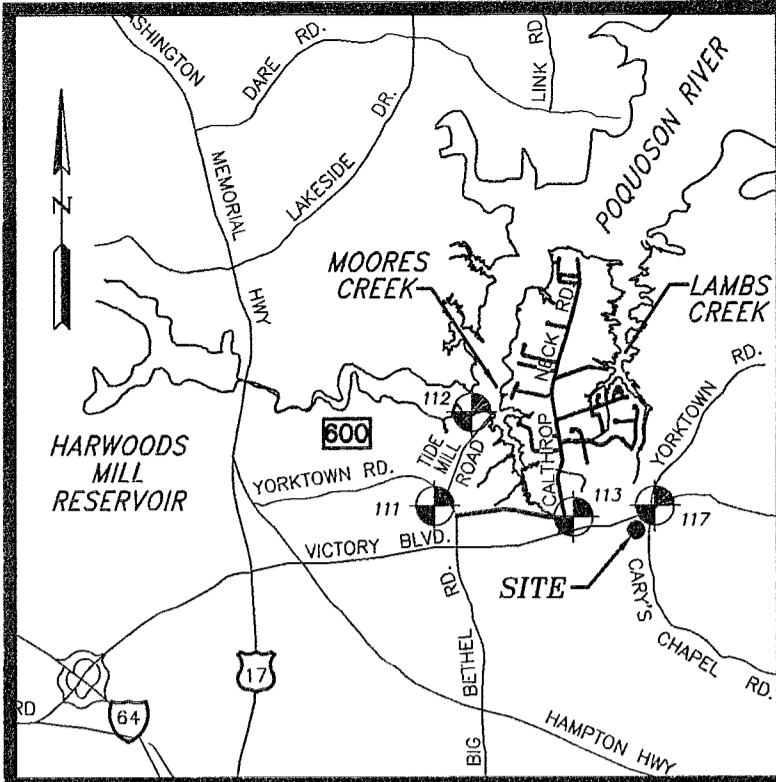 ASHINGTON
MEMORIAL
HWY
DARE RD.
LINK RD
LAKESIDE DR.
POQUOSON RIVER
N
MOORES
CREEK
LAMBS
CREEK
CALTHROP NECK RD.
YORKTOWN RD.
112
600
TIDE MILL
ROAD
HARWOODS
MILL
RESERVOIR
YORKTOWN RD.
111
113
117
VICTORY BLVD.
SITE
CARY'S CHAPEL RD.
BIG BETHEL RD.
17
64
RD
HAMPTON HWY